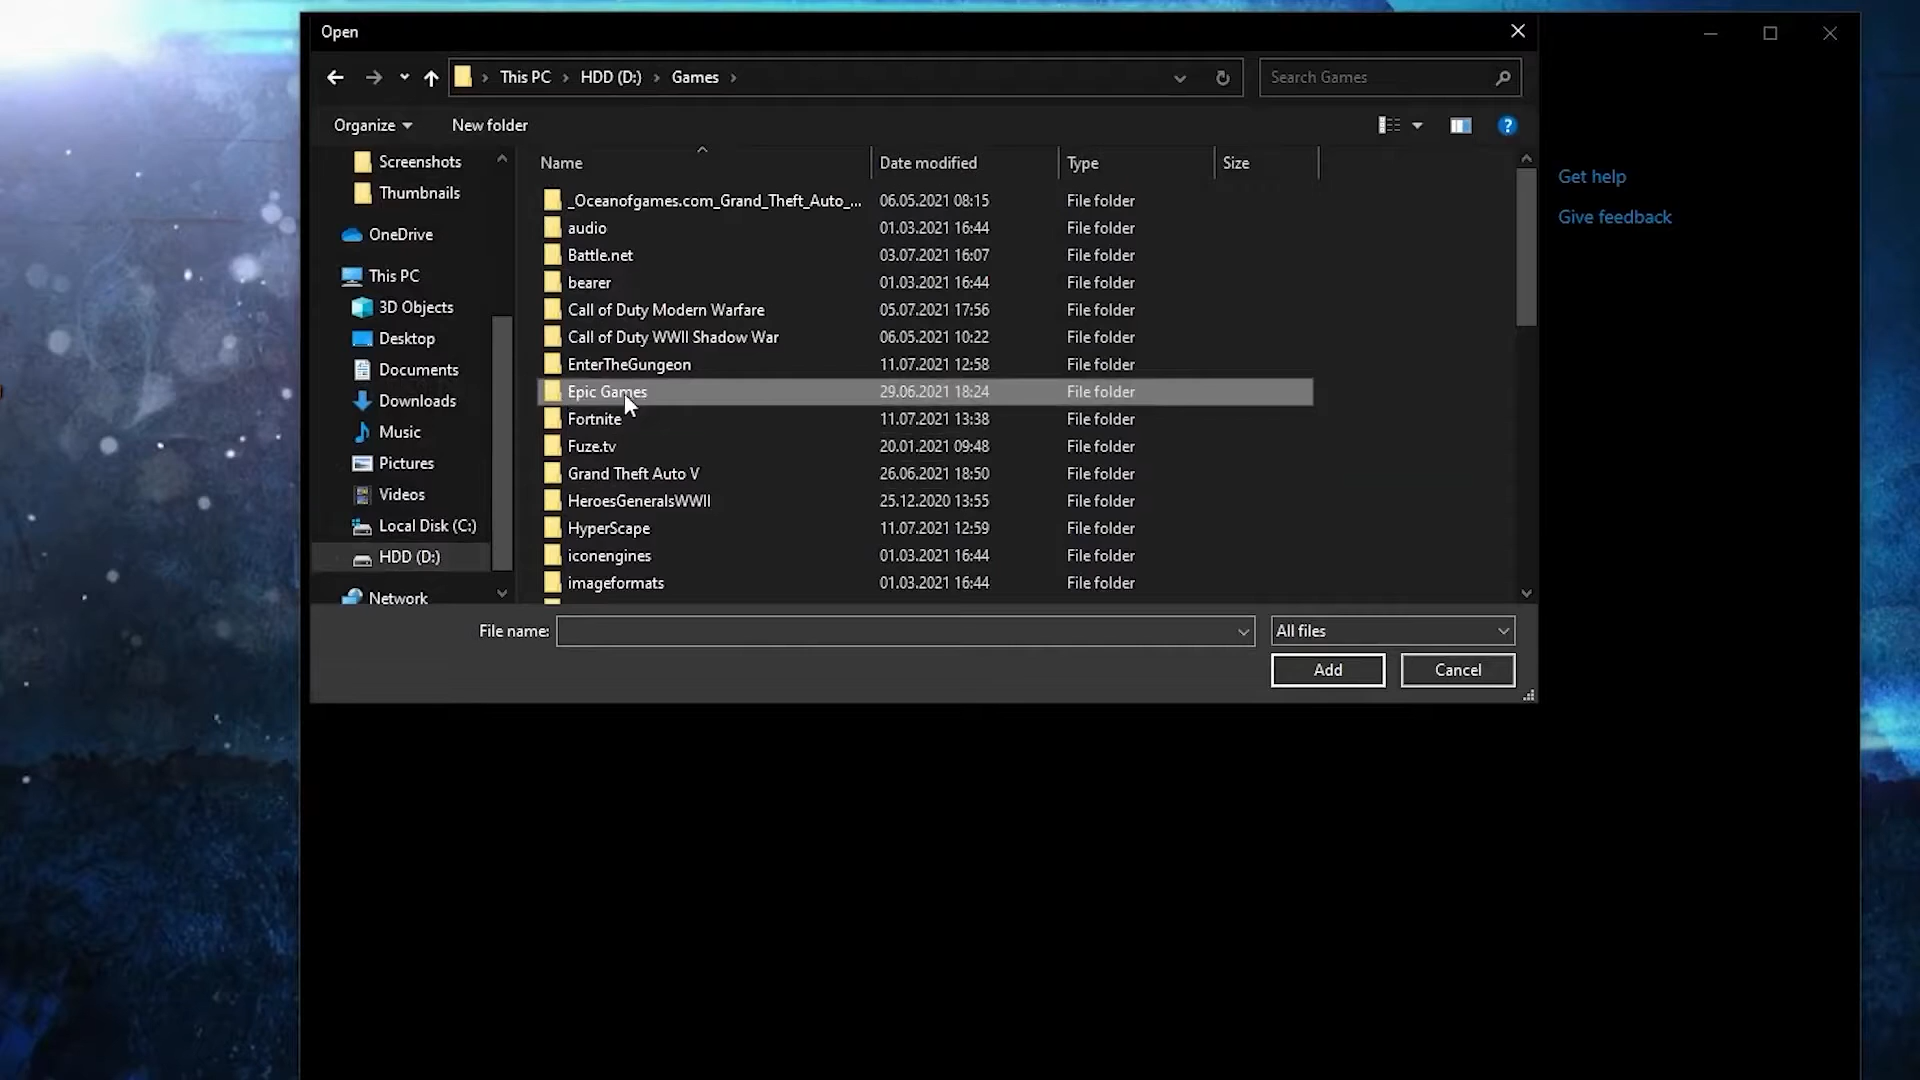 Open
This PC > HDD (D:) > Games >
Search Games
Organize
New folder
Screenshots
Thumbnails
OneDrive
This PC
3D Objects
Desktop
Documents
Downloads
Music
Pictures
Videos
Local Disk (C:)
HDD (D:)
Network
Name Date modified Type Size
_Oceanofgames.com_Grand_Theft_Auto_... 06.05.2021 08:15 File folder
audio 01.03.2021 16:44 File folder
Battle.net 03.07.2021 16:07 File folder
bearer 01.03.2021 16:44 File folder
Call of Duty Modern Warfare 05.07.2021 17:56 File folder
Call of Duty WWII Shadow War 06.05.2021 10:22 File folder
EnterTheGungeon 11.07.2021 12:58 File folder
Epic Games 29.06.2021 18:24 File folder
Fortnite 11.07.2021 13:38 File folder
Fuze.tv 20.01.2021 09:48 File folder
Grand Theft Auto V 26.06.2021 18:50 File folder
HeroesGeneralsWWII 25.12.2020 13:55 File folder
HyperScape 11.07.2021 12:59 File folder
iconengines 01.03.2021 16:44 File folder
imageformats 01.03.2021 16:44 File folder
File name:
All files
Add
Cancel
Get help
Give feedback